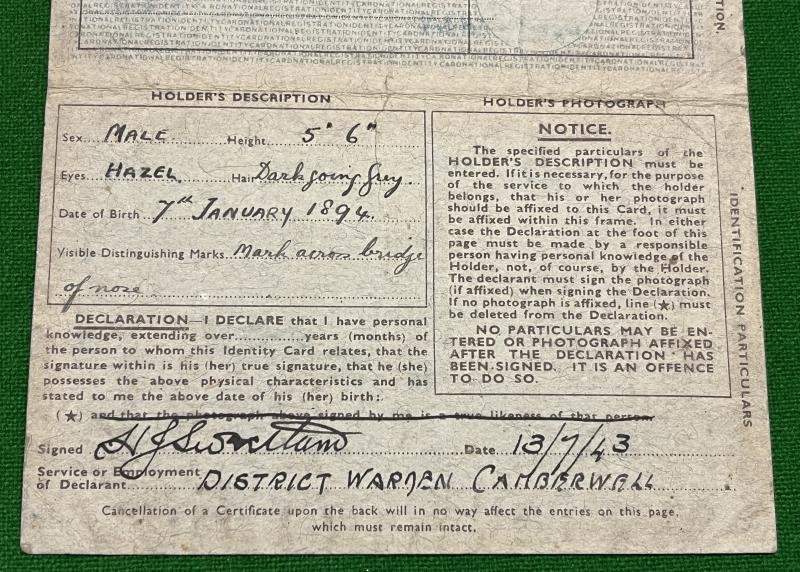 NATIONALREGISTRATIONIDENTITYCARDNATIONALREGISTRATIONIDENTITYCARD
HOLDER'S DESCRIPTION
Sex MALE Height 5' 6"
Eyes HAZEL Hair Dark going Grey
Date of Birth 7th JANUARY 1894
Visible Distinguishing Marks Mark across bridge
of nose
DECLARATION—I DECLARE that I have personal
knowledge, extending over..............years (months) of
the person to whom this Identity Card relates, that the
signature within is his (her) true signature, that he (she)
possesses the above physical characteristics and has
stated to me the above date of his (her) birth:.
HOLDER'S PHOTOGRAPH
NOTICE.
The specified particulars of the
HOLDER'S DESCRIPTION must be
entered. If it is necessary, for the purpose
of the service to which the holder
belongs, that his or her photograph
should be affixed to this Card, it must
be affixed within this frame. In either
case the Declaration at the foot of this
page must be made by a responsible
person having personal knowledge of the
Holder, not, of course, by the Holder.
The declarant must sign the photograph
(if affixed) when signing the Declaration.
If no photograph is affixed, line (★) must
be deleted from the Declaration.
NO PARTICULARS MAY BE EN-
TERED OR PHOTOGRAPH AFFIXED
AFTER THE DECLARATION HAS
BEEN SIGNED. IT IS AN OFFENCE
TO DO SO.
IDENTIFICATION PARTICULARS
(★) and that the photograph above signed by me is a true likeness of that person.
Signed Date 13/7/43
Service or Employment
of Declarant DISTRICT WARDEN CAMBERWELL
Cancellation of a Certificate upon the back will in no way affect the entries on this page,
which must remain intact.